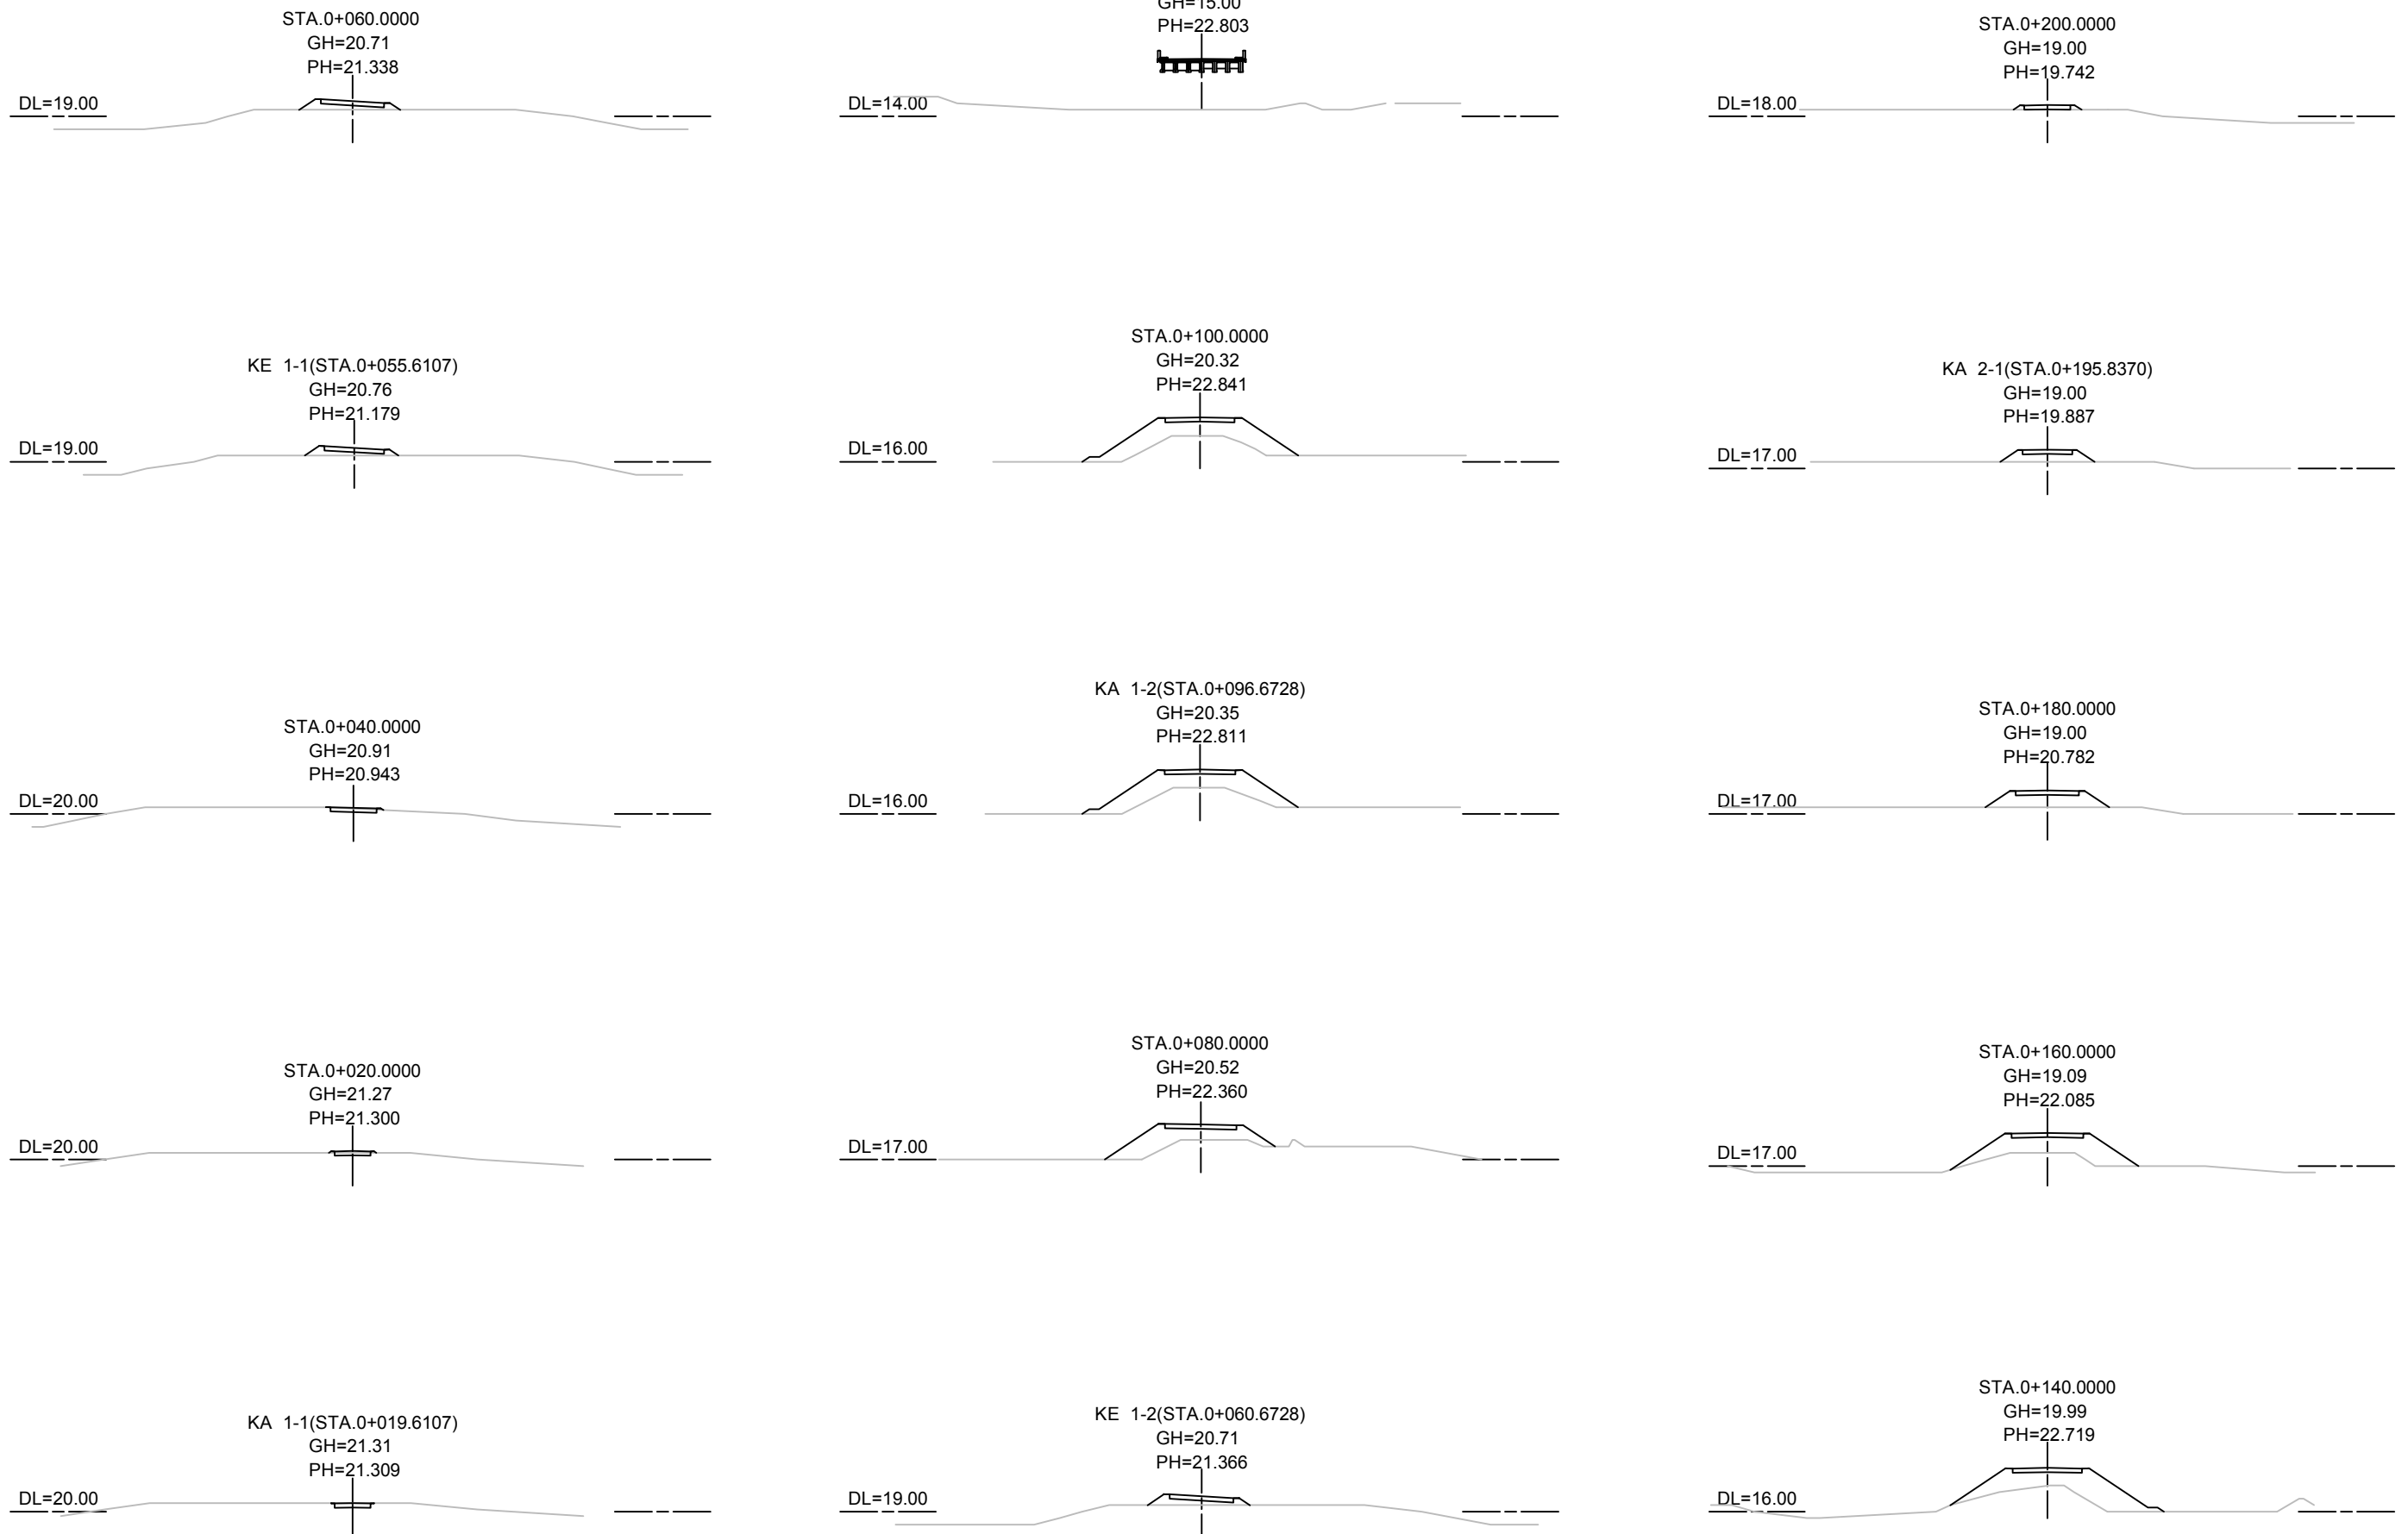 STA.0+060.0000
GH=20.71
PH=21.338
DL=19.00
GH=15.00
PH=22.803
DL=14.00
STA.0+200.0000
GH=19.00
PH=19.742
DL=18.00
KE 1-1(STA.0+055.6107)
GH=20.76
PH=21.179
DL=19.00
STA.0+100.0000
GH=20.32
PH=22.841
DL=16.00
KA 2-1(STA.0+195.8370)
GH=19.00
PH=19.887
DL=17.00
STA.0+040.0000
GH=20.91
PH=20.943
DL=20.00
KA 1-2(STA.0+096.6728)
GH=20.35
PH=22.811
DL=16.00
STA.0+180.0000
GH=19.00
PH=20.782
DL=17.00
STA.0+020.0000
GH=21.27
PH=21.300
DL=20.00
STA.0+080.0000
GH=20.52
PH=22.360
DL=17.00
STA.0+160.0000
GH=19.09
PH=22.085
DL=17.00
KA 1-1(STA.0+019.6107)
GH=21.31
PH=21.309
DL=20.00
KE 1-2(STA.0+060.6728)
GH=20.71
PH=21.366
DL=19.00
STA.0+140.0000
GH=19.99
PH=22.719
DL=16.00